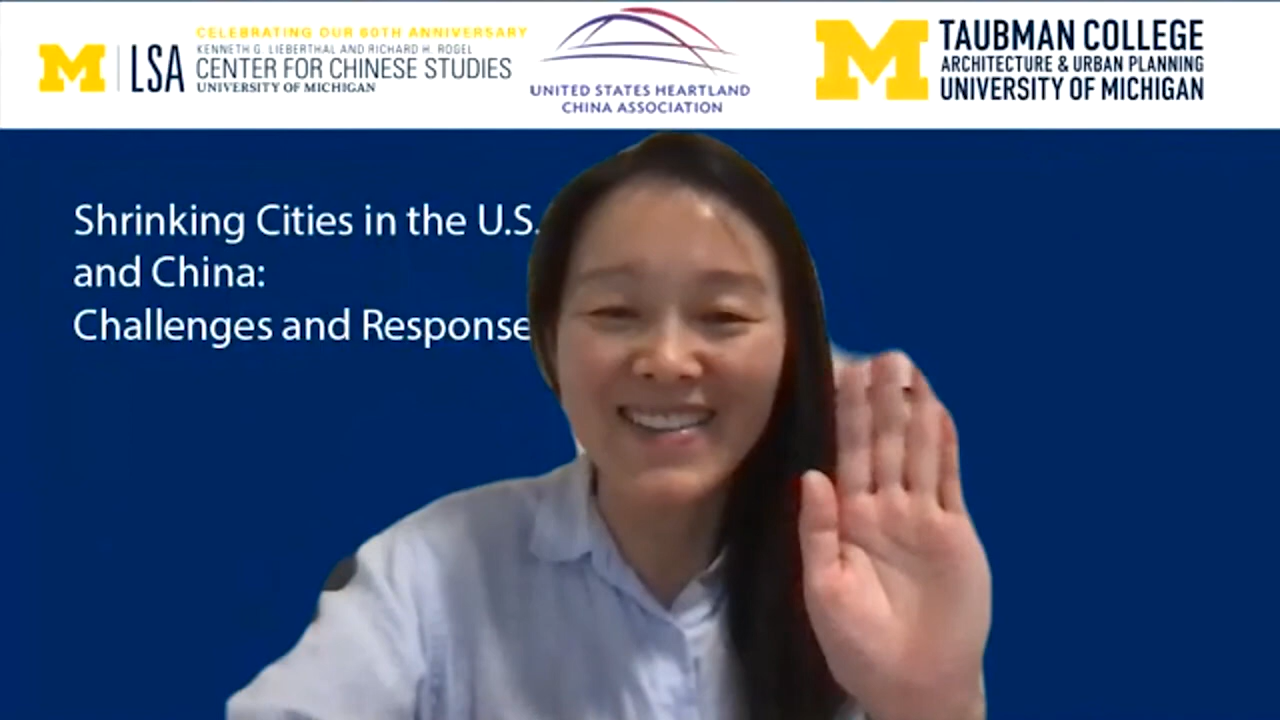 CELEBRATING OUR 60TH ANNIVERSARY
M LSA
KENNETH G. LIEBERTHAL AND RICHARD H. ROGEL
CENTER FOR CHINESE STUDIES
UNIVERSITY OF MICHIGAN
UNITED STATES HEARTLAND
CHINA ASSOCIATION
M
TAUBMAN COLLEGE
ARCHITECTURE & URBAN PLANNING
UNIVERSITY OF MICHIGAN
Shrinking Cities in the U.S.
and China:
Challenges and Response